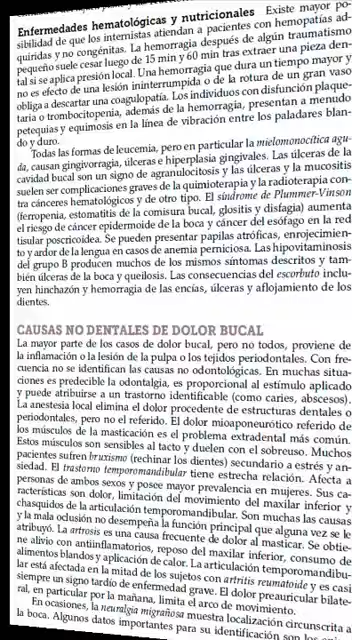 Enfermedades hematológicas y nutricionales Existe mayor po-
sibilidad de que los internistas atiendan a pacientes con hemopatías ad-
quiridas y no congénitas. La hemorragia después de algún traumatismo
pequeño suele cesar luego de 15 min y 60 min tras extraer una pieza den-
tal si se aplica presión local. Una hemorragia que dura un tiempo mayor y
no es efecto de una lesión ininterrumpida o de la rotura de un gran vaso
obliga a descartar una coagulopatía. Los individuos con disfunción plaque-
taria o trombocitopenia, además de la hemorragia, presentan a menudo
petequias y equimosis en la línea de vibración entre los paladares blan-
do y duro.
Todas las formas de leucemia, pero en particular la mielomonocítica agu-
da, causan gingivorragia, úlceras e hiperplasia gingivales. Las úlceras de la
cavidad bucal son un signo de agranulocitosis y las úlceras y la mucositis
suelen ser complicaciones graves de la quimioterapia y la radioterapia con-
tra cánceres hematológicos y de otro tipo. El síndrome de Plummer-Vinson
(ferropenia, estomatitis de la comisura bucal, glositis y disfagia) aumenta
el riesgo de cáncer epidermoide de la boca y cáncer del esófago en la red
tisular poscricoidea. Se pueden presentar papilas atróficas, enrojecimien-
to y ardor de la lengua en casos de anemia perniciosa. Las hipovitaminosis
del grupo B producen muchos de los mismos síntomas descritos y tam-
bién úlceras de la boca y queilosis. Las consecuencias del escorbuto inclu-
yen hinchazón y hemorragia de las encías, úlceras y aflojamiento de los
dientes.
CAUSAS NO DENTALES DE DOLOR BUCAL
La mayor parte de los casos de dolor bucal, pero no todos, proviene de
la inflamación o la lesión de la pulpa o los tejidos periodontales. Con fre-
cuencia no se identifican las causas no odontológicas. En muchas situa-
ciones es predecible la odontalgia, es proporcional al estímulo aplicado
y puede atribuirse a un trastorno identificable (como caries, abscesos).
La anestesia local elimina el dolor procedente de estructuras dentales o
periodontales, pero no el referido. El dolor mioaponeurótico referido de
los músculos de la masticación es el problema extradental más común.
Estos músculos son sensibles al tacto y duelen con el sobreuso. Muchos
pacientes sufren bruxismo (rechinar los dientes) secundario a estrés y an-
siedad. El trastorno temporomandibular tiene estrecha relación. Afecta a
personas de ambos sexos y posee mayor prevalencia en mujeres. Sus ca-
racterísticas son dolor, limitación del movimiento del maxilar inferior y
chasquidos de la articulación temporomandibular. Son muchas las causas
y la mala oclusión no desempeña la función principal que alguna vez se le
atribuyó. La artrosis es una causa frecuente de dolor al masticar. Se obtie-
ne alivio con antiinflamatorios, reposo del maxilar inferior, consumo de
alimentos blandos y aplicación de calor. La articulación temporomandibu-
lar está afectada en la mitad de los sujetos con artritis reumatoide y es casi
siempre un signo tardío de enfermedad grave. El dolor preauricular bilate-
ral, en particular por la mañana, limita el arco de movimiento.
En ocasiones, la neuralgia migrañosa muestra localización circunscrita a
la boca. Algunos datos importantes para su identificación son los